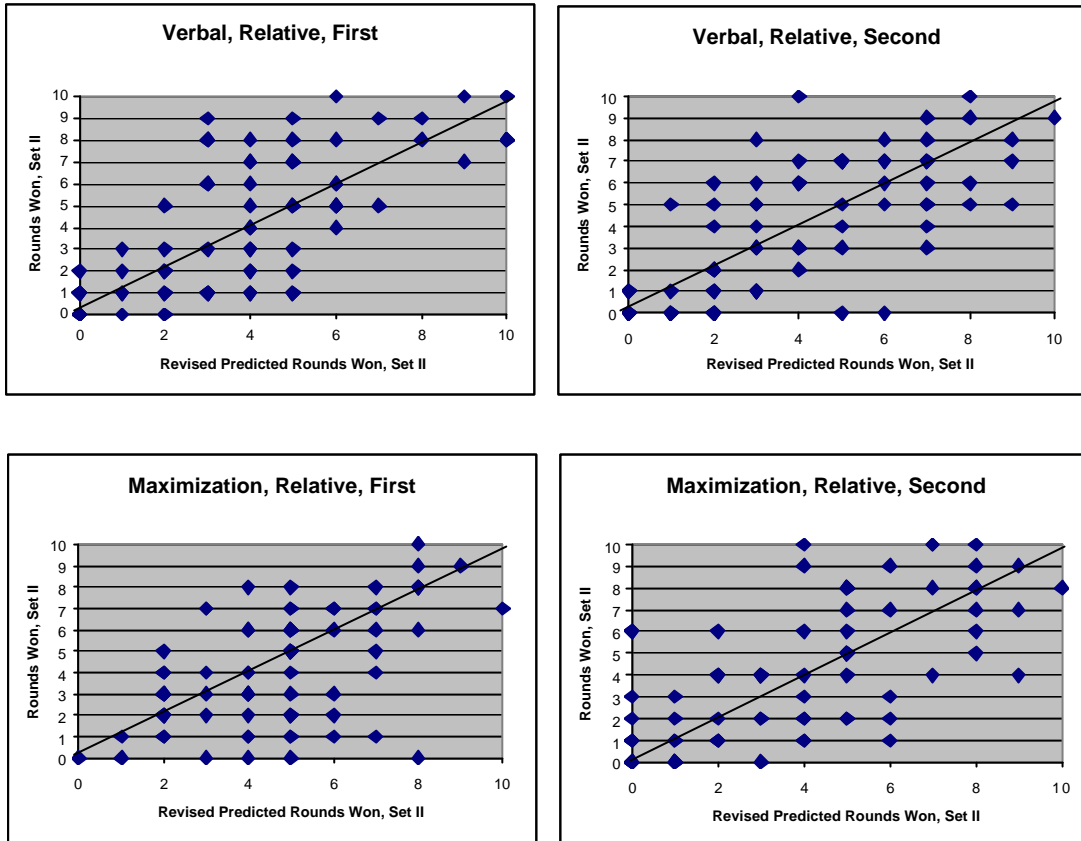 Verbal, Relative, First
10
9
8
7
6
5
4
3
2
1
0
Rounds Won, Set II
0 2 4 6 8 10
Revised Predicted Rounds Won, Set II
Verbal, Relative, Second
10
9
8
7
6
5
4
3
2
1
0
Rounds Won, Set II
0 2 4 6 8 10
Revised Predicted Rounds Won, Set II
Maximization, Relative, First
10
9
8
7
6
5
4
3
2
1
0
Rounds Won, Set II
0 2 4 6 8 10
Revised Predicted Rounds Won, Set II
Maximization, Relative, Second
10
9
8
7
6
5
4
3
2
1
0
Rounds Won, Set II
0 2 4 6 8 10
Revised Predicted Rounds Won, Set II